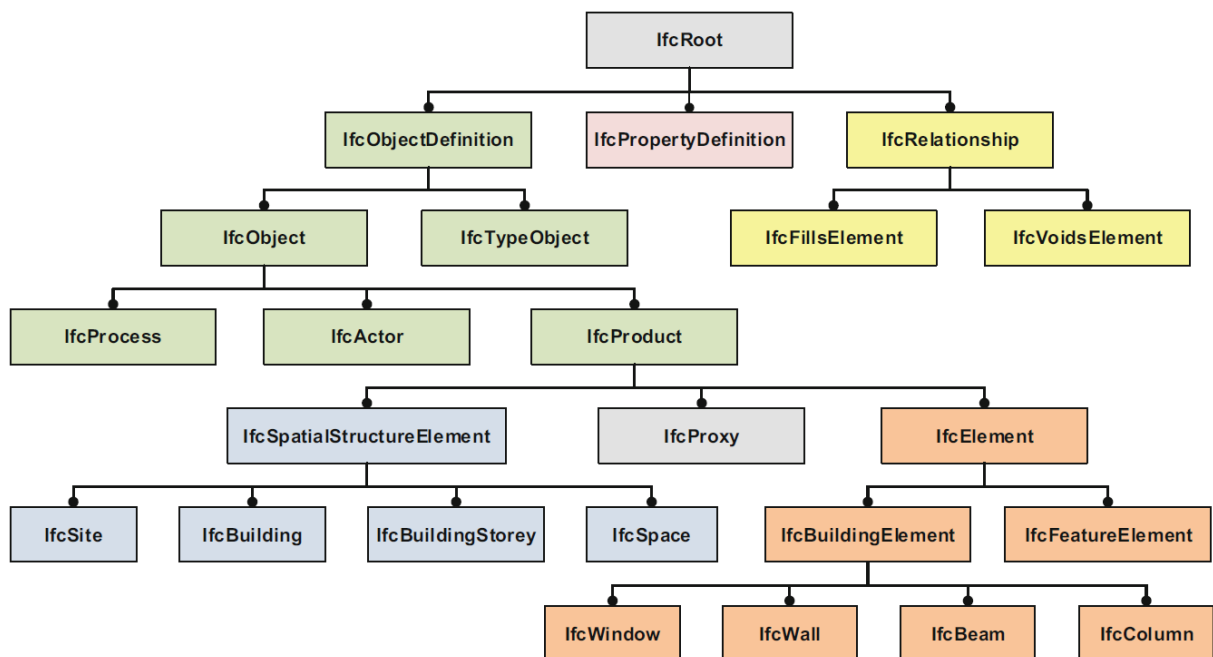 IfcRoot
IfcObjectDefinition
IfcPropertyDefinition
IfcRelationship
IfcObject
IfcTypeObject
IfcFillsElement
IfcVoidsElement
IfcProcess
IfcActor
IfcProduct
IfcSpatialStructureElement
IfcProxy
IfcElement
IfcSite
IfcBuilding
IfcBuildingStorey
IfcSpace
IfcBuildingElement
IfcFeatureElement
IfcWindow
IfcWall
IfcBeam
IfcColumn